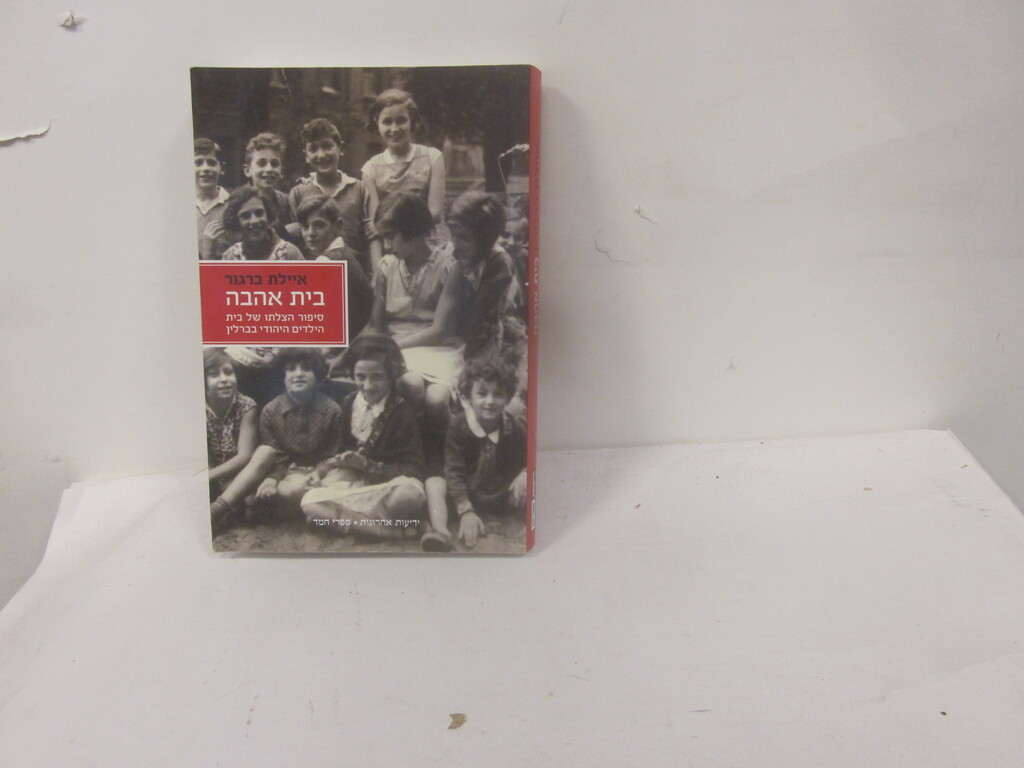 איילת ברגור
בית אהבה
סיפור הצלתו של בית
הילדים היהודי בברלין
ידיעות אחרונות • ספרי חמד